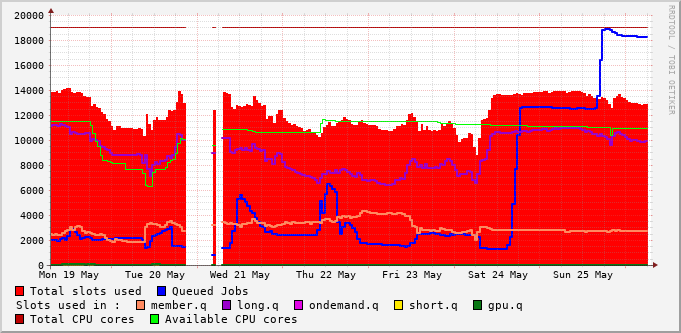 20000
18000
16000
14000
12000
10000
8000
6000
4000
2000
0
Mon 19 May Tue 20 May Wed 21 May Thu 22 May Fri 23 May Sat 24 May Sun 25 May
RRDTOOL / TOBI OETIKER
Total slots used Queued Jobs
Slots used in : member.q long.q ondemand.q short.q gpu.q
Total CPU cores Available CPU cores